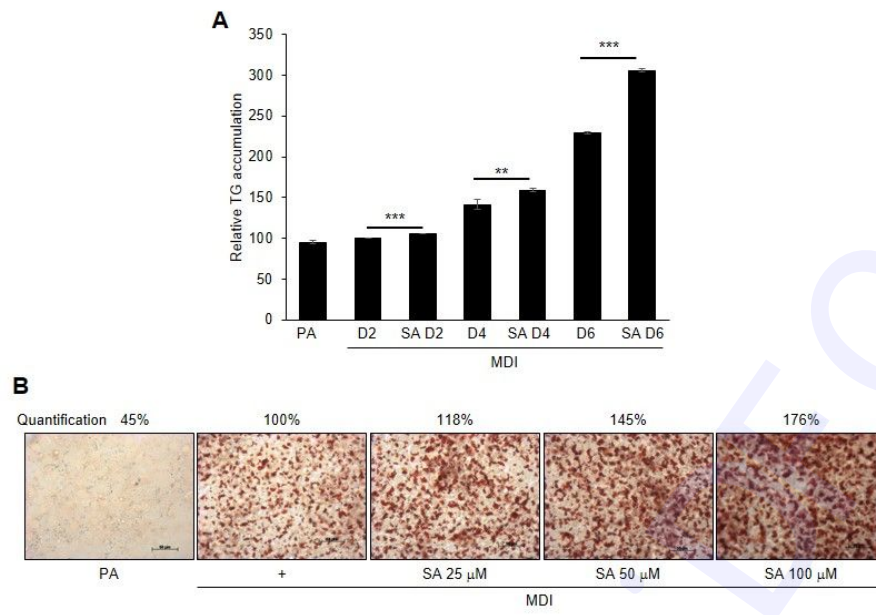 A
350
300
250
200
150
100
50
0
Relative TG accumulation
***
**
***
PA D2 SA D2 D4 SA D4 D6 SA D6
MDI
B
Quantification 45% 100% 118% 145% 176%
PA + SA 25 μM SA 50 μM SA 100 μM
MDI